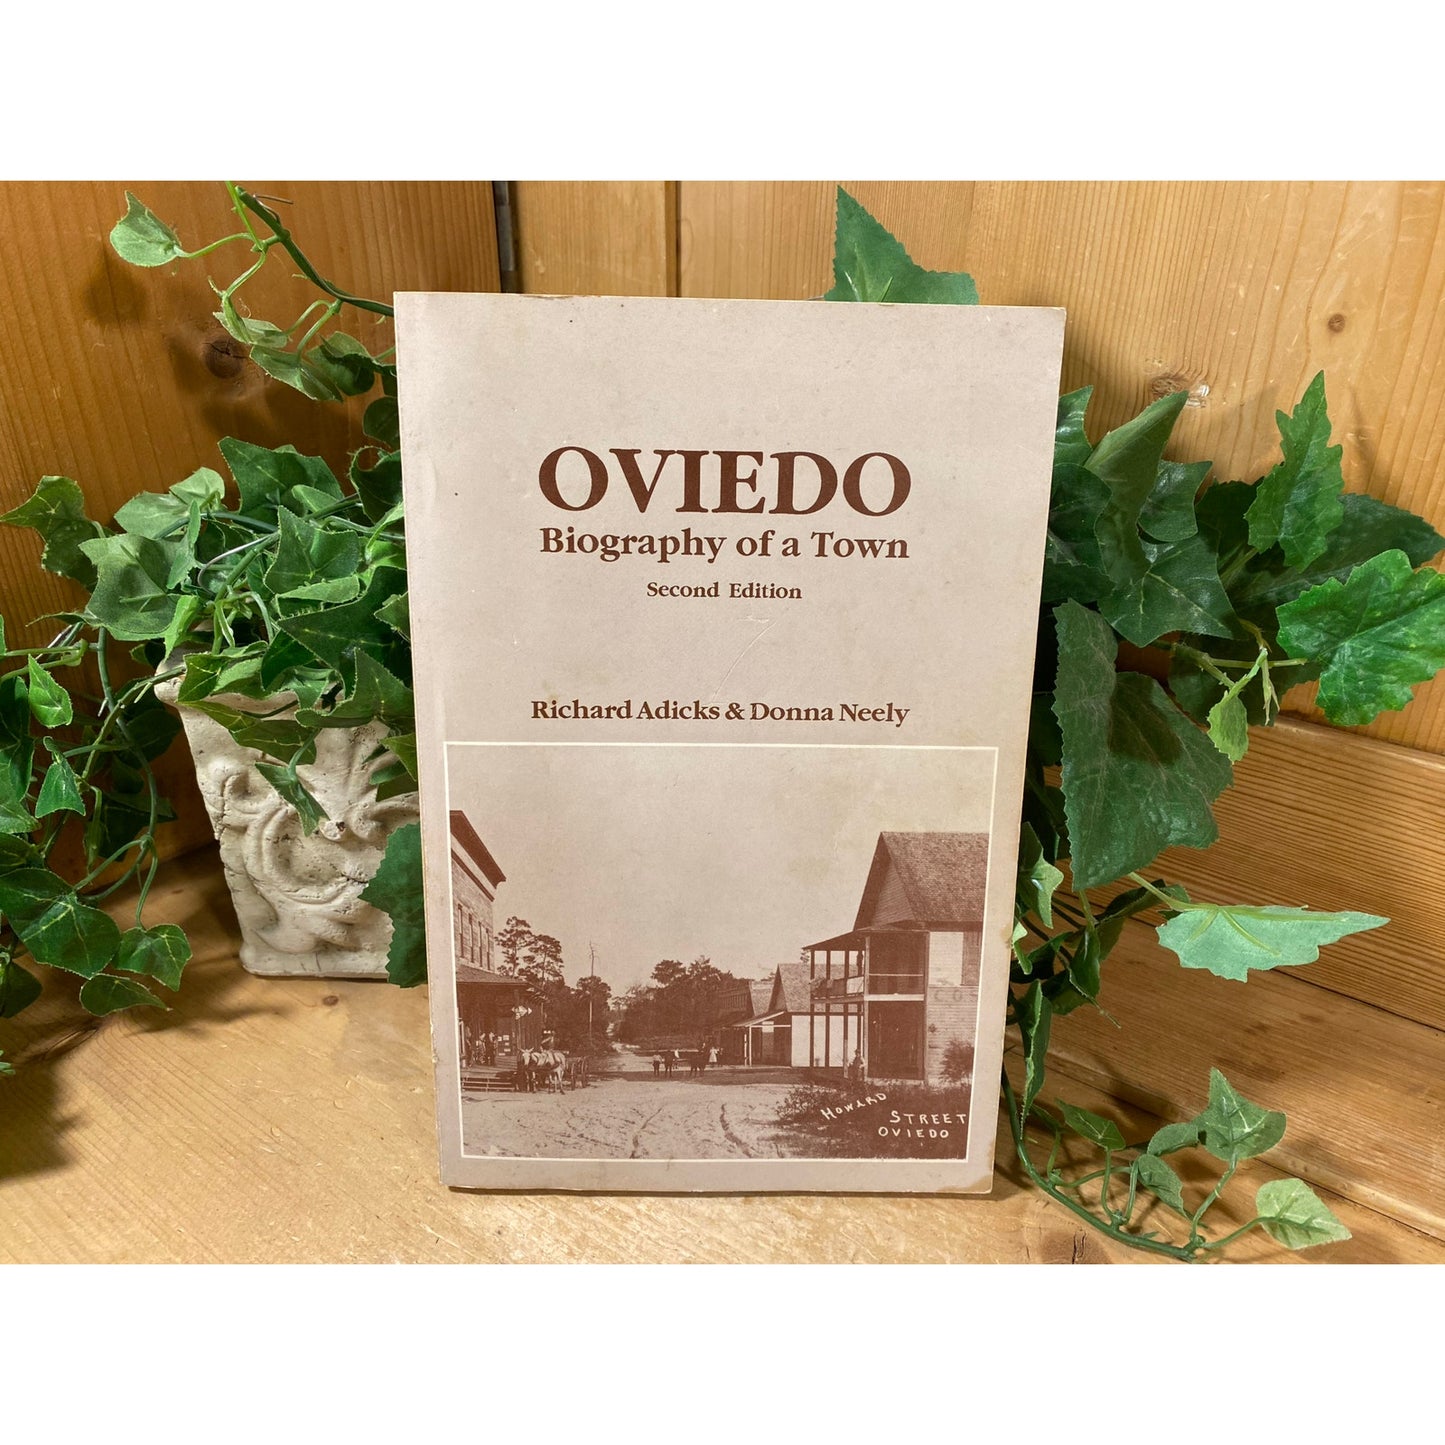 OVIEDO
Biography of a Town
Second Edition
Richard Adicks & Donna Neely
HOWARD
STREET
OVIEDO